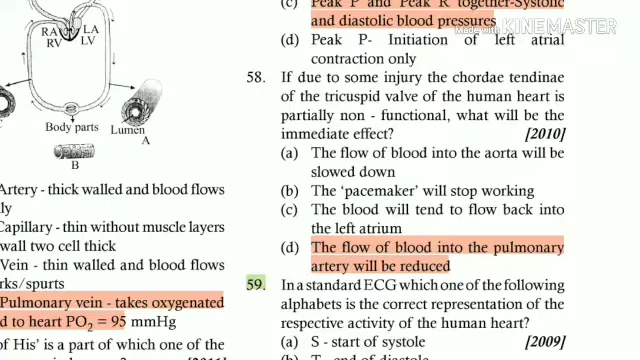 RA
LA
RV
LV
Body parts
Lumen
A
B
Artery - thick walled and blood flows
Capillary - thin without muscle layers
wall two cell thick
Vein - thin walled and blood flows
rks/spurts
Pulmonary vein - takes oxygenated
d to heart PO2 = 95 mmHg
of His' is a part of which one of the
(c) Peak P and Peak R together-Systolic
and diastolic blood pressures
Made with KINEMASTER
(d) Peak P- Initiation of left atrial
contraction only
58. If due to some injury the chordae tendinae
of the tricuspid valve of the human heart is
partially non - functional, what will be the
immediate effect? [2010]
(a) The flow of blood into the aorta will be
slowed down
(b) The 'pacemaker' will stop working
(c) The blood will tend to flow back into
the left atrium
(d) The flow of blood into the pulmonary
artery will be reduced
59. In a standard ECG which one of the following
alphabets is the correct representation of the
respective activity of the human heart?
(a) S - start of systole [2009]
(b) T - end of diastole